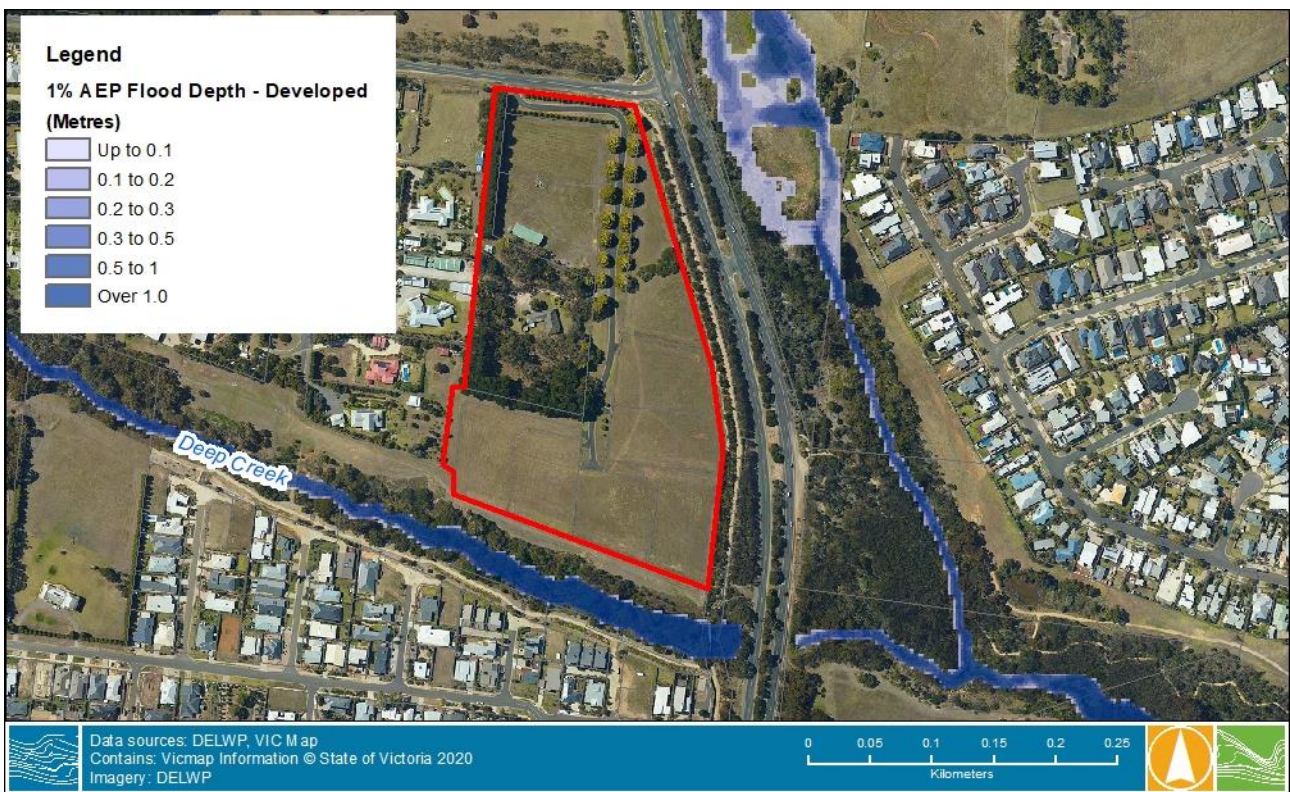 Legend
1% AEP Flood Depth - Developed
(Metres)
Up to 0.1
0.1 to 0.2
0.2 to 0.3
0.3 to 0.5
0.5 to 1
Over 1.0
Deep Creek
Data sources: DELWP, VIC Map
Contains: Vicmap Information © State of Victoria 2020
Imagery: DELWP
0 0.05 0.1 0.15 0.2 0.25
Kilometers